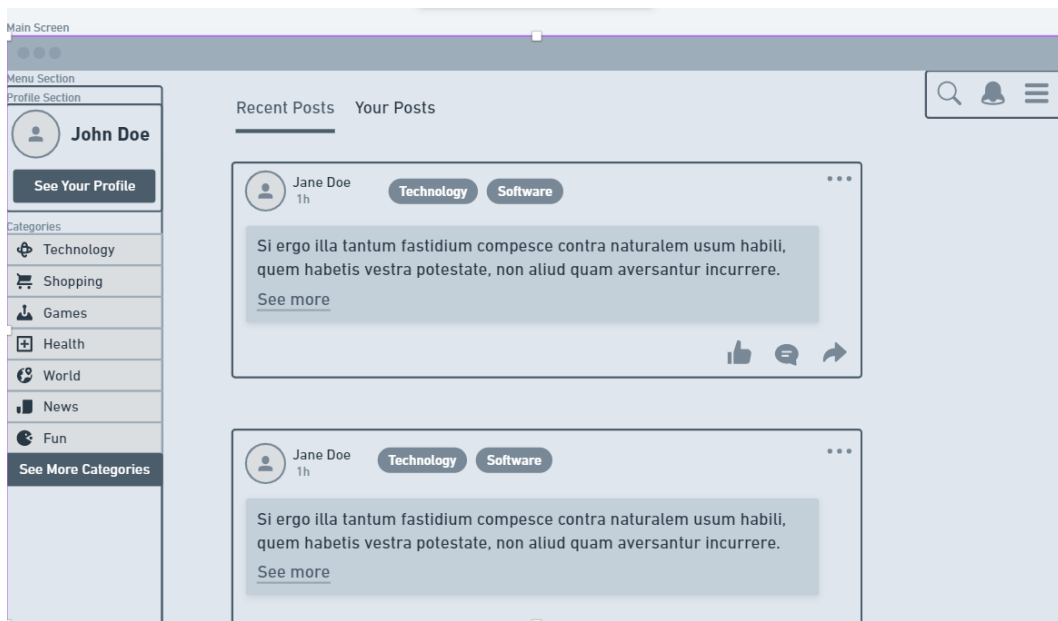 Main Screen
Menu Section
Profile Section
John Doe
See Your Profile
Categories
Technology
Shopping
Games
Health
World
News
Fun
See More Categories
Recent Posts Your Posts
Jane Doe
1h
Technology Software
Si ergo illa tantum fastidium compesce contra naturalem usum habili,
quem habetis vestra potestate, non aliud quam aversantur incurrere.
See more
Jane Doe
1h
Technology Software
Si ergo illa tantum fastidium compesce contra naturalem usum habili,
quem habetis vestra potestate, non aliud quam aversantur incurrere.
See more